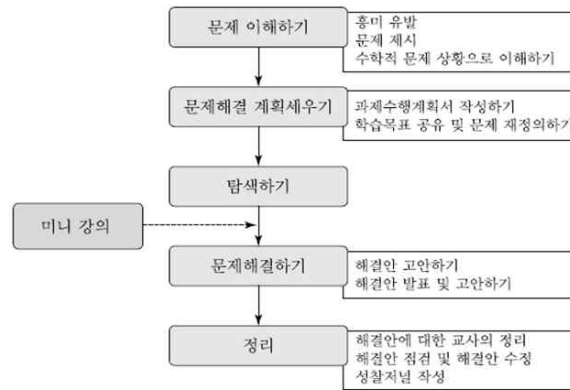 문제 이해하기
흥미 유발
문제 제시
수학적 문제 상황으로 이해하기
문제해결 계획세우기
과제수행계획서 작성하기
학습목표 공유 및 문제 재정의하기
탐색하기
미니 강의
문제해결하기
해결안 고안하기
해결안 발표 및 고안하기
정리
해결안에 대한 교사의 정리
해결안 점검 및 해결안 수정
성찰저널 작성